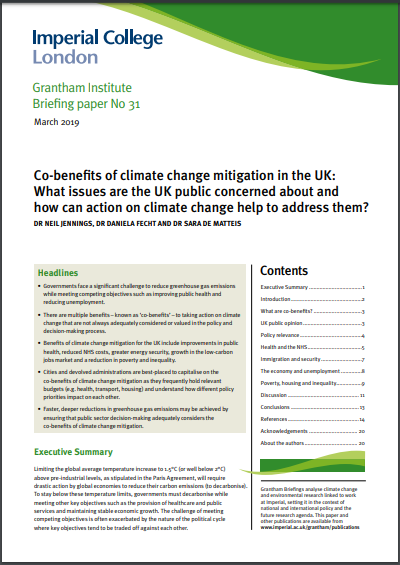 Imperial College
London
Grantham Institute
Briefing paper No 31
March 2019
Co-benefits of climate change mitigation in the UK:
What issues are the UK public concerned about and
how can action on climate change help to address them?
DR NEIL JENNINGS, DR DANIELA FECHT AND DR SARA DE MATTEIS
Headlines
• Governments face a significant challenge to reduce greenhouse gas emissions
while meeting competing objectives such as improving public health and
reducing unemployment.
• There are multiple benefits – known as 'co-benefits' – to taking action on climate
change that are not always adequately considered or valued in the policy and
decision-making process.
• Benefits of climate change mitigation for the UK include improvements in public
health, reduced NHS costs, greater energy security, growth in the low-carbon
jobs market and a reduction in poverty and inequality.
• Cities and devolved administrations are best-placed to capitalise on the
co-benefits of climate change mitigation as they frequently hold relevant
budgets (e.g. health, transport, housing) and understand how different policy
priorities impact on each other.
• Faster, deeper reductions in greenhouse gas emissions may be achieved by
ensuring that public sector decision-making adequately considers the
co-benefits of climate change mitigation.
Executive Summary
Limiting the global average temperature increase to 1.5°C (or well below 2°C)
above pre-industrial levels, as stipulated in the Paris Agreement, will require
drastic action by global economies to reduce their carbon emissions (to decarbonise).
To stay below these temperature limits, governments must decarbonise while
meeting other key objectives such as the provision of healthcare and public
services and maintaining stable economic growth. The challenge of meeting
competing objectives is often exacerbated by the nature of the political cycle
where key objectives tend to be traded off against each other.
Contents
Executive Summary ........ 1
Introduction ........ 2
What are co-benefits? ........ 3
UK public opinion ........ 3
Policy relevance ........ 4
Health and the NHS ........ 5
Immigration and security ........ 7
The economy and unemployment ........ 8
Poverty, housing and inequality ........ 9
Discussion ........ 11
Conclusions ........ 13
References ........ 14
Acknowledgements ........ 20
About the authors ........ 20
Grantham Briefings analyse climate change
and environmental research linked to work
at Imperial, setting it in the context of
national and international policy and the
future research agenda. This paper and
other publications are available from
www.imperial.ac.uk/grantham/publications